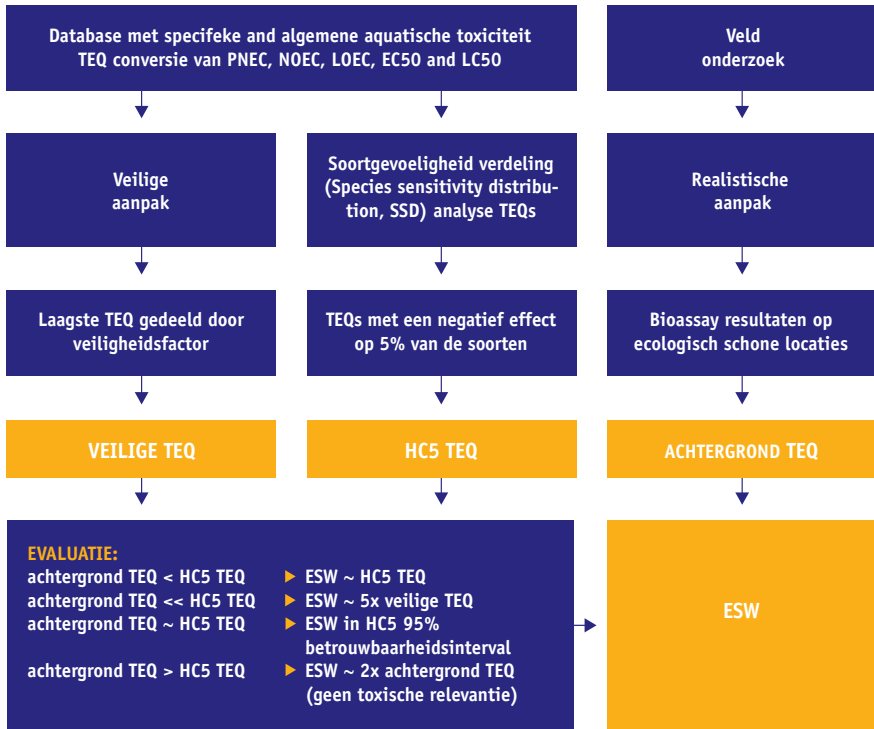 Database met specifeke and algemene aquatische toxiciteit
TEQ conversie van PNEC, NOEC, LOEC, EC50 and LC50
Veld
onderzoek
Veilige
aanpak
Soortgevoeligheid verdeling
(Species sensitivity distribu-
tion, SSD) analyse TEQs
Realistische
aanpak
Laagste TEQ gedeeld door
veiligheidsfactor
TEQs met een negatief effect
op 5% van de soorten
Bioassay resultaten op
ecologisch schone locaties
VEILIGE TEQ
HC5 TEQ
ACHTERGROND TEQ
EVALUATIE:
achtergrond TEQ < HC5 TEQ ▶ ESW ~ HC5 TEQ
achtergrond TEQ << HC5 TEQ ▶ ESW ~ 5x veilige TEQ
achtergrond TEQ ~ HC5 TEQ ▶ ESW in HC5 95%
betrouwbaarheidsinterval
achtergrond TEQ > HC5 TEQ ▶ ESW ~ 2x achtergrond TEQ
(geen toxische relevantie)
ESW